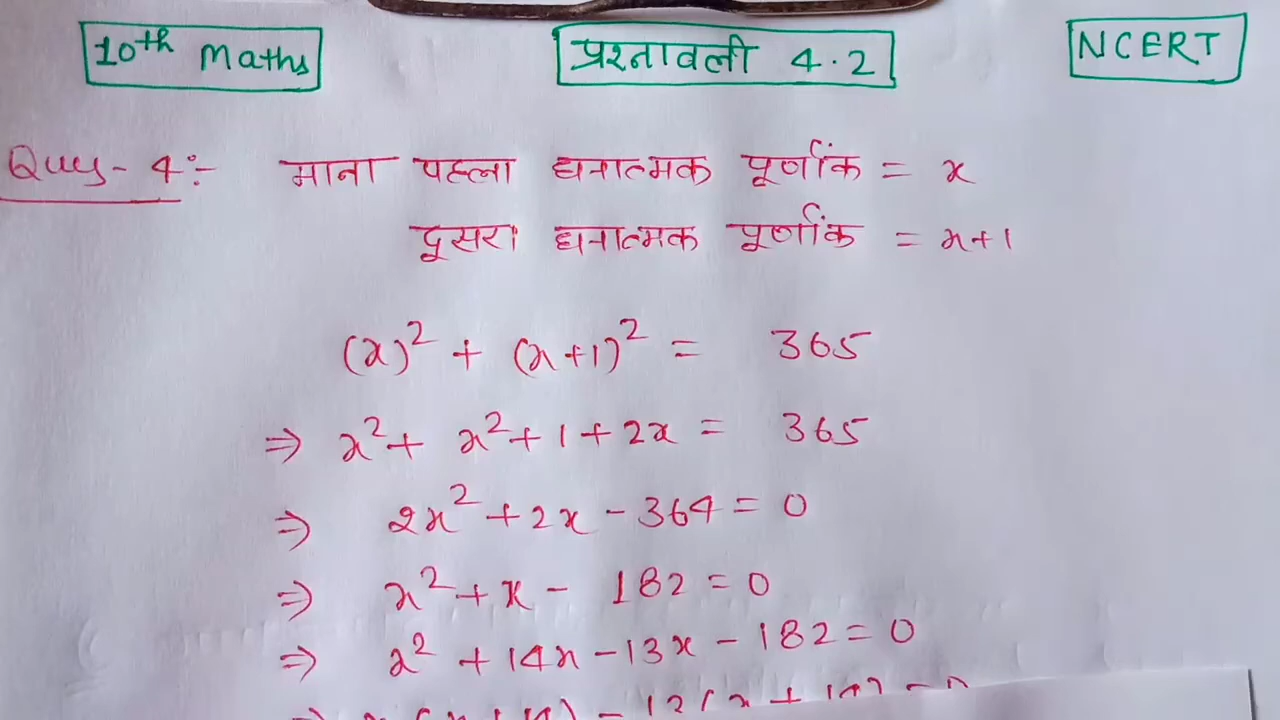 10th Maths
प्रश्नावली 4.2
NCERT
Ques- 4:- माना पहला धनात्मक पूर्णांक = x
दूसरा धनात्मक पूर्णांक = x+1
(x)² + (x+1)² = 365
⇒ x² + x² + 1 + 2x = 365
⇒ 2x² + 2x - 364 = 0
⇒ x² + x - 182 = 0
⇒ x² + 14x - 13x - 182 = 0